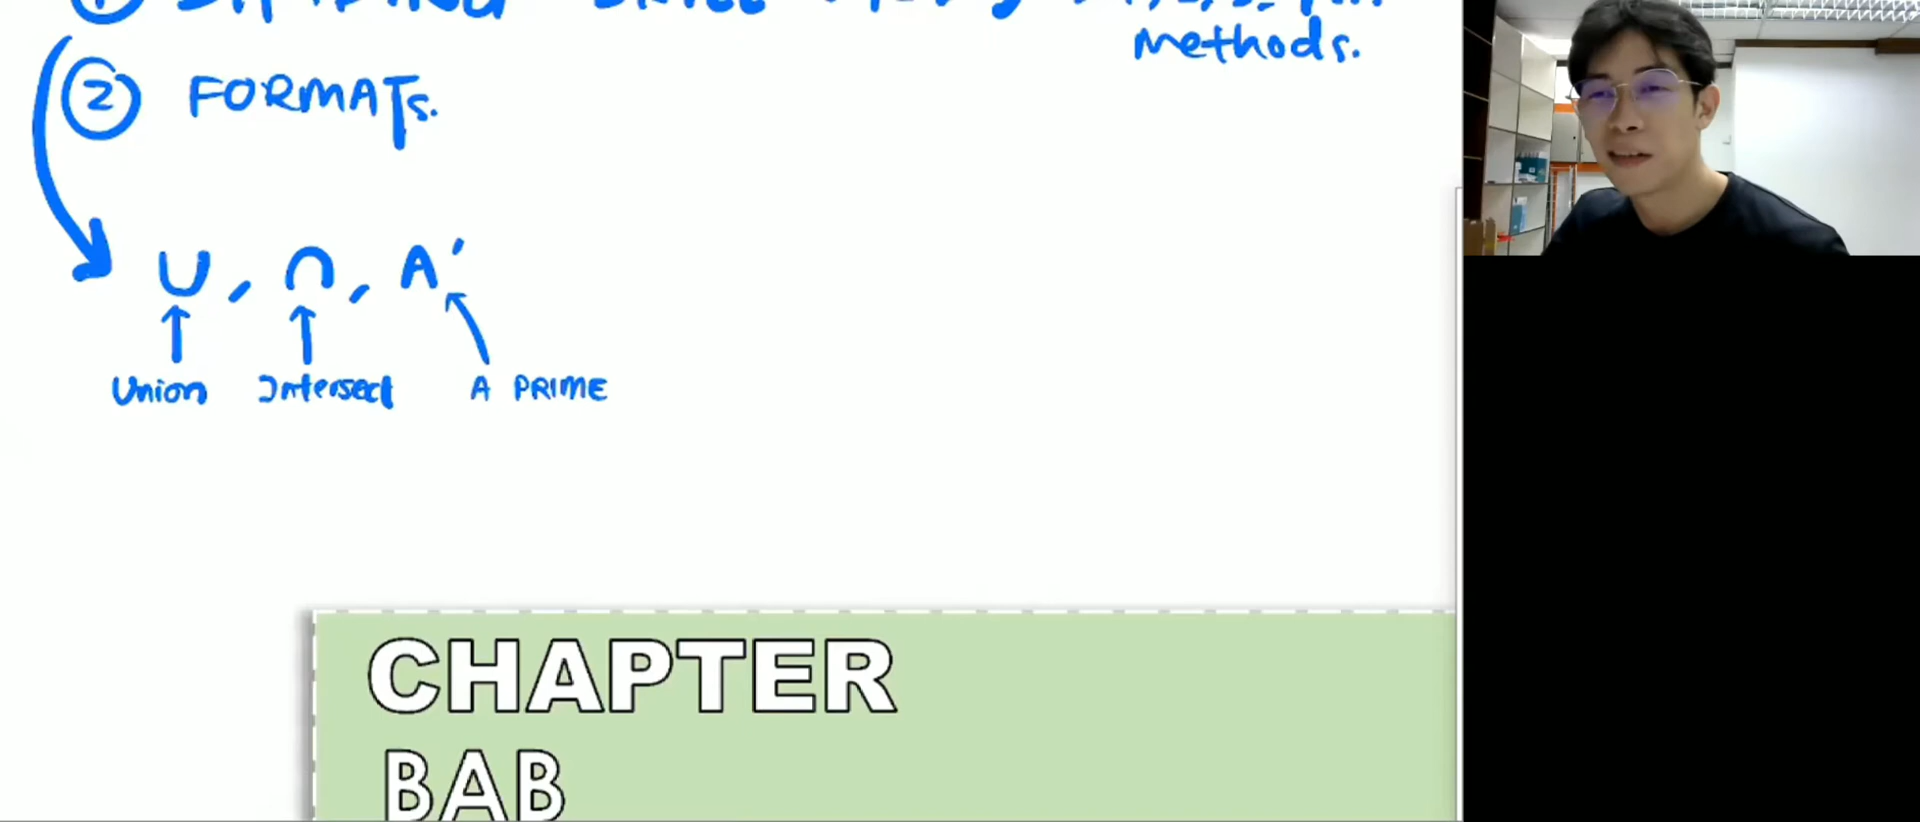 methods.
② FORMATs.
U, ∩, A'
Union Intersect A PRIME
CHAPTER
BAB